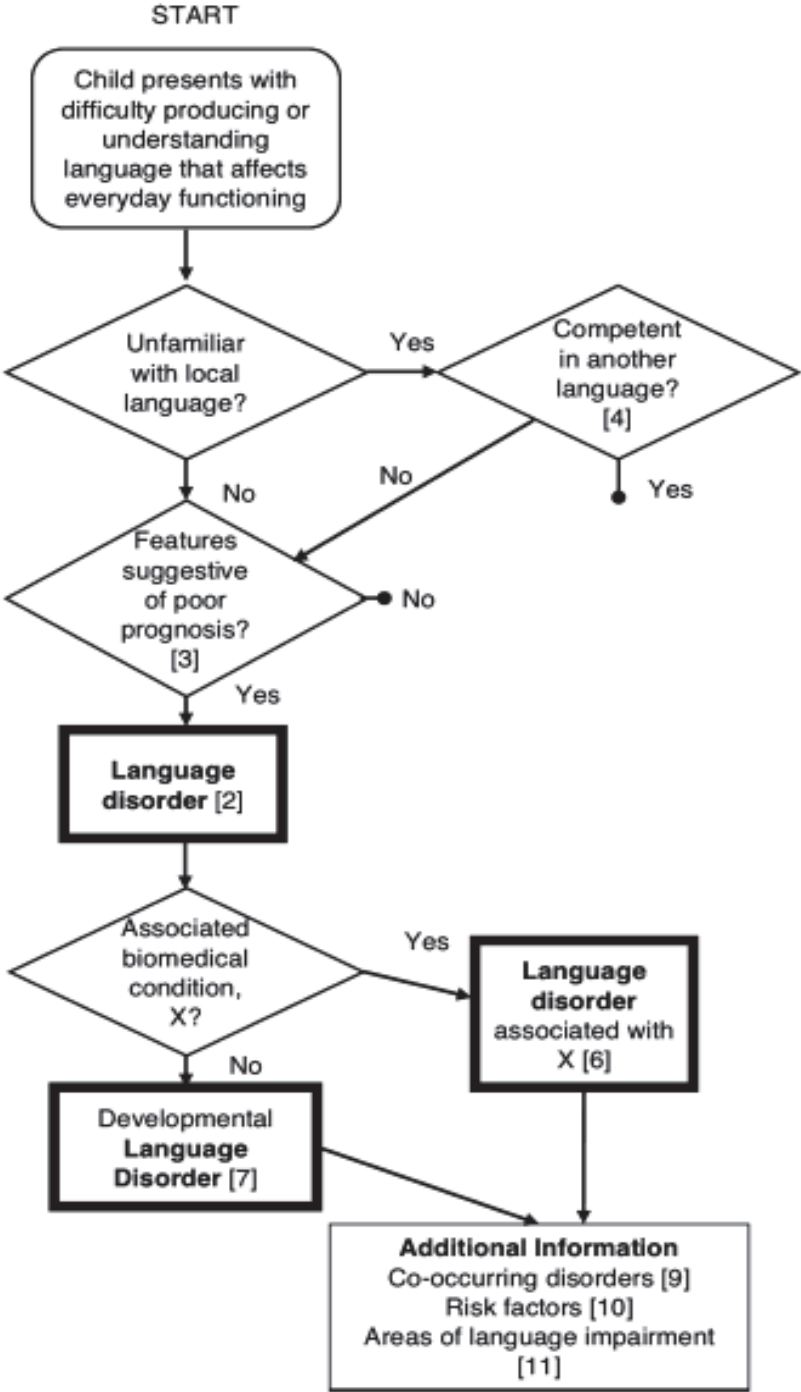 START
Child presents with
difficulty producing or
understanding
language that affects
everyday functioning
Unfamiliar
with local
language?
Yes
Competent
in another
language?
[4]
No
Yes
No
Features
suggestive
of poor
prognosis?
[3]
No
Yes
Language
disorder [2]
Associated
biomedical
condition,
X?
Yes
Language
disorder
associated with
X [6]
No
Developmental
Language
Disorder [7]
Additional Information
Co-occurring disorders [9]
Risk factors [10]
Areas of language impairment
[11]